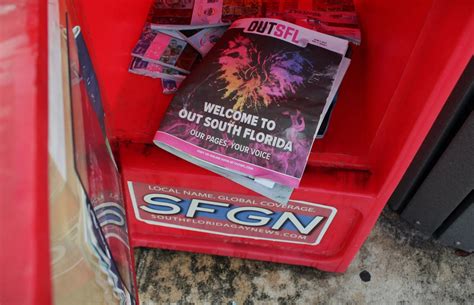 OUTSFL
WELCOME TO
OUT SOUTH FLORIDA
OUR PAGES, YOUR VOICE
LOCAL NAME. GLOBAL COVERAGE.
SFGN
SOUTHFLORIDAGAYNEWS.COM